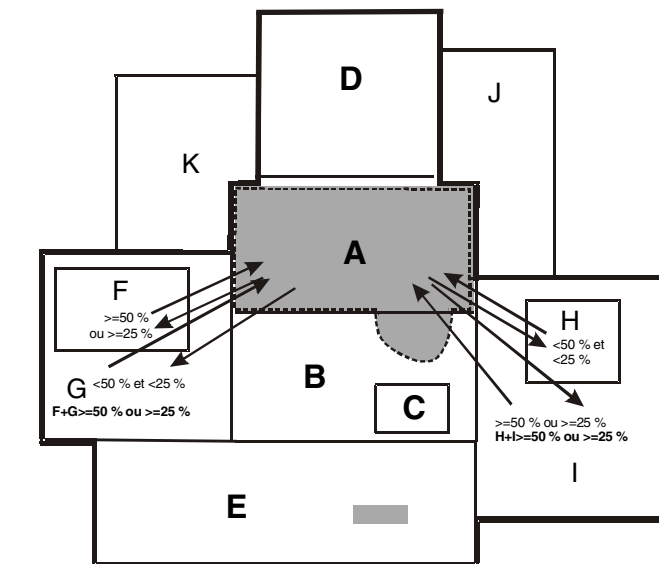 D
J
K
A
F
>=50 %
ou >=25 %
H
<50 % et
<25 %
B
G <50 % et <25 %
F+G>=50 % ou >=25 %
C
>=50 % ou >=25 %
H+I>=50 % ou >=25 %
I
E